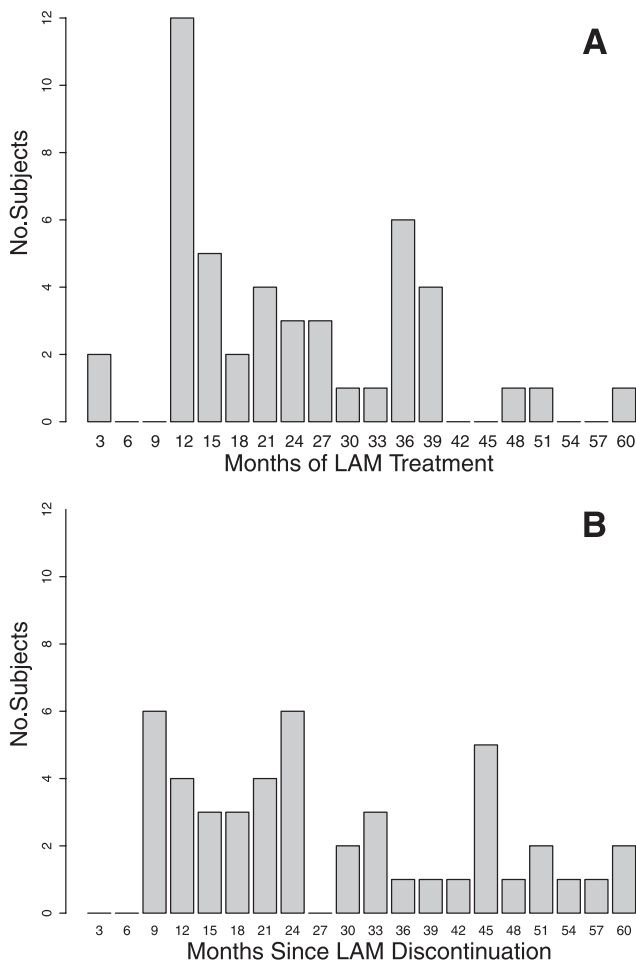 A
No.Subjects
0 2 4 6 8 10 12
3 6 9 12 15 18 21 24 27 30 33 36 39 42 45 48 51 54 57 60
Months of LAM Treatment
B
No.Subjects
0 2 4 6 8 10 12
3 6 9 12 15 18 21 24 27 30 33 36 39 42 45 48 51 54 57 60
Months Since LAM Discontinuation